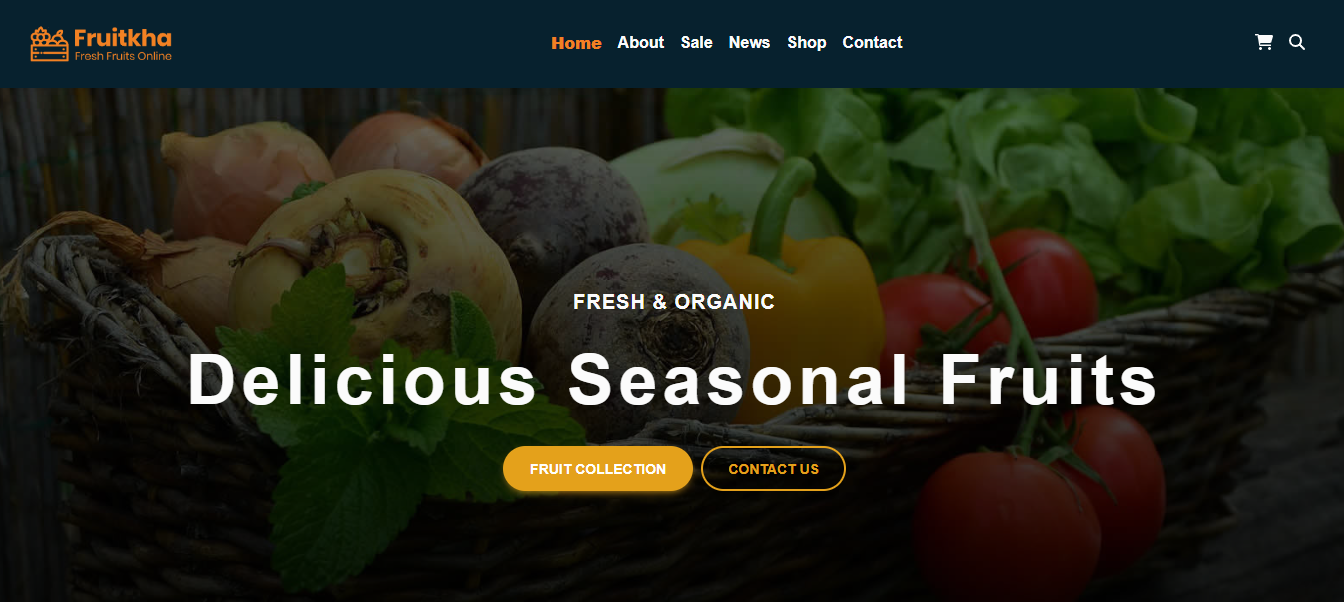 Fruitkha
Fresh Fruits Online
Home About Sale News Shop Contact
FRESH & ORGANIC
Delicious Seasonal Fruits
FRUIT COLLECTION
CONTACT US